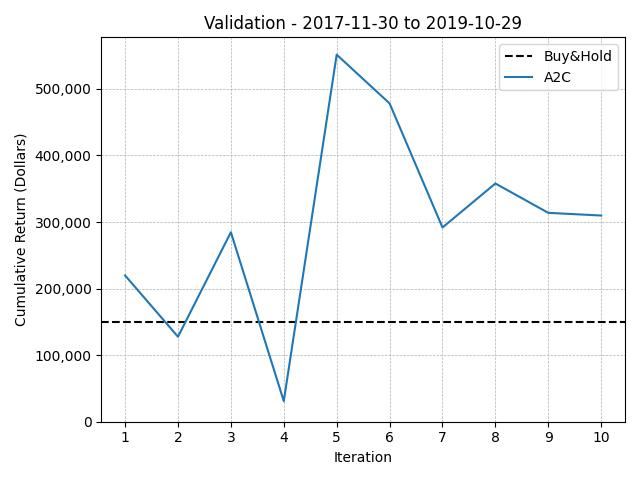 Validation - 2017-11-30 to 2019-10-29
Buy&Hold
A2C
Cumulative Return (Dollars)
500,000
400,000
300,000
200,000
100,000
0
1 2 3 4 5 6 7 8 9 10
Iteration